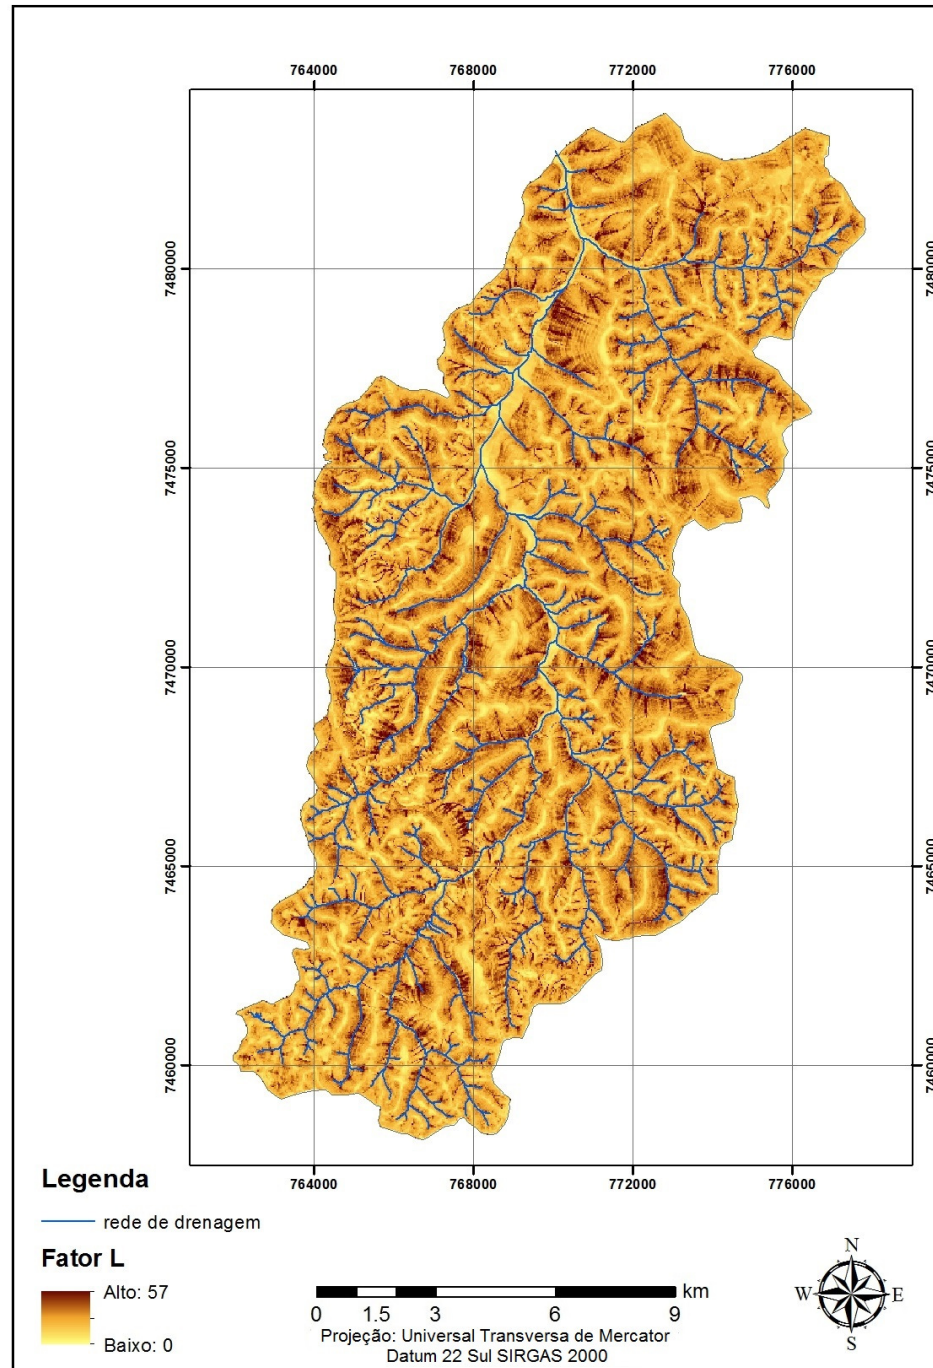 764000 768000 772000 776000
7480000 7480000
7475000 7475000
7470000 7470000
7465000 7465000
7460000 7460000
764000 768000 772000 776000
Legenda
rede de drenagem
Fator L
Alto: 57
Baixo: 0
km
0 1.5 3 6 9
Projeção: Universal Transversa de Mercator
Datum 22 Sul SIRGAS 2000
N
W E
S